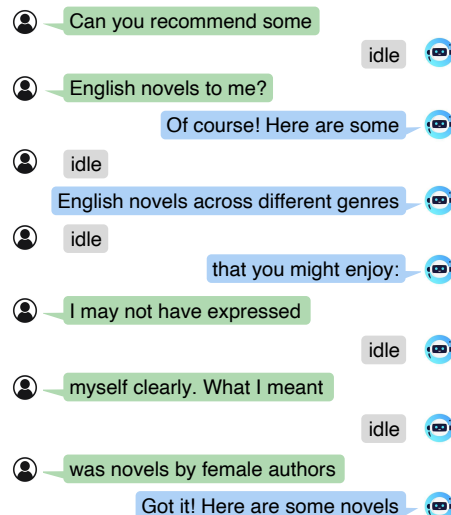 Can you recommend some
idle
English novels to me?
Of course! Here are some
idle
English novels across different genres
idle
that you might enjoy:
I may not have expressed
idle
myself clearly. What I meant
idle
was novels by female authors
Got it! Here are some novels